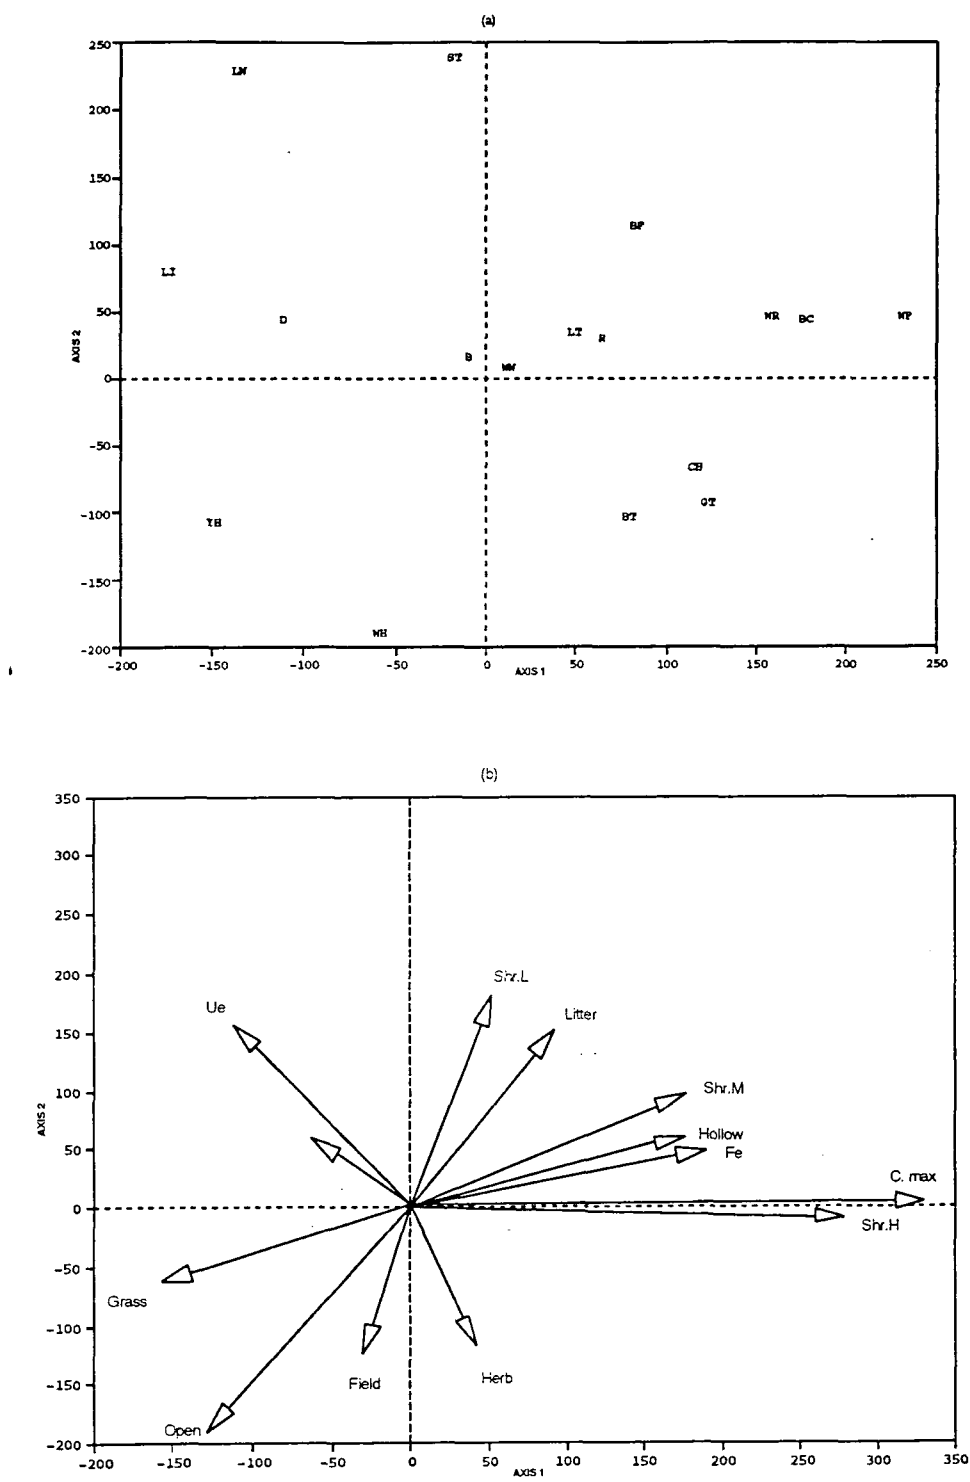 (a)
250
200
150
100
50
0
-50
-100
-150
-200
AXIS 2
LW
ST
BF
LI
D
LT
R
WR
BC
WF
B
WW
CH
GT
BT
YH
WH
-200
-150
-100
-50
0
50
100
150
200
250
AXIS 1
(b)
350
300
250
200
150
100
50
0
-50
-100
-150
-200
AXIS 2
Shr.L
Ue
Litter
Shr.M
Hollow
Fe
C. max
Shr.H
Grass
Field
Herb
Open
-200
-150
-100
-50
0
50
100
150
200
250
300
350
AXIS 1